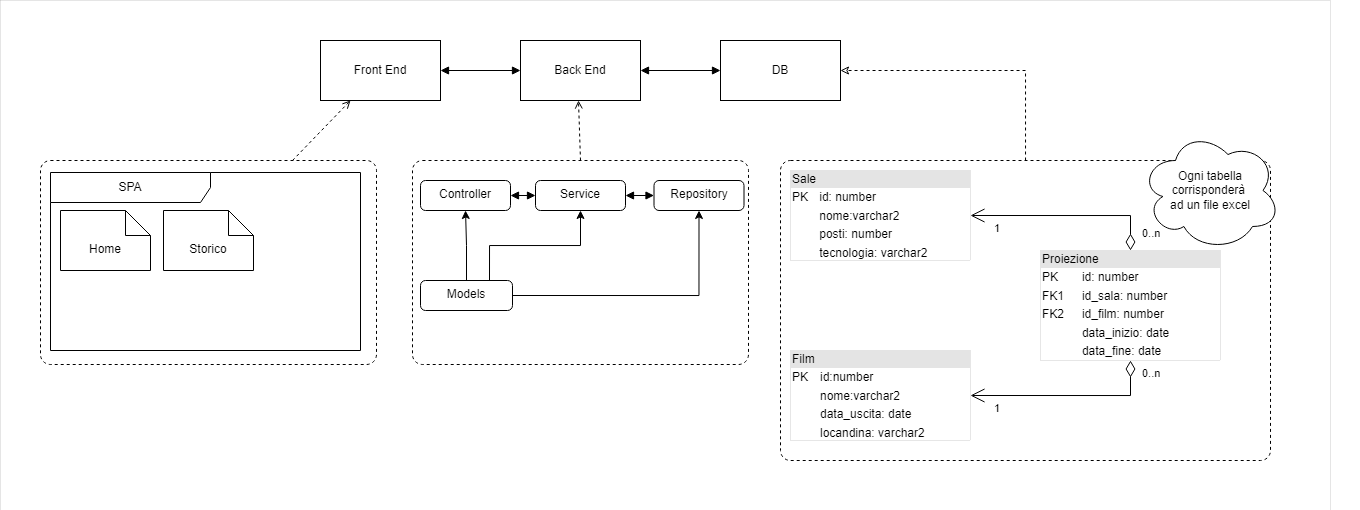 Front End
Back End
DB
SPA
Home
Storico
Controller
Service
Repository
Models
Sale
PK id: number
nome:varchar2
posti: number
tecnologia: varchar2
Ogni tabella
corrisponderà
ad un file excel
1
0..n
Proiezione
PK id: number
FK1 id_sala: number
FK2 id_film: number
data_inizio: date
data_fine: date
Film
PK id:number
nome:varchar2
data_uscita: date
locandina: varchar2
0..n
1